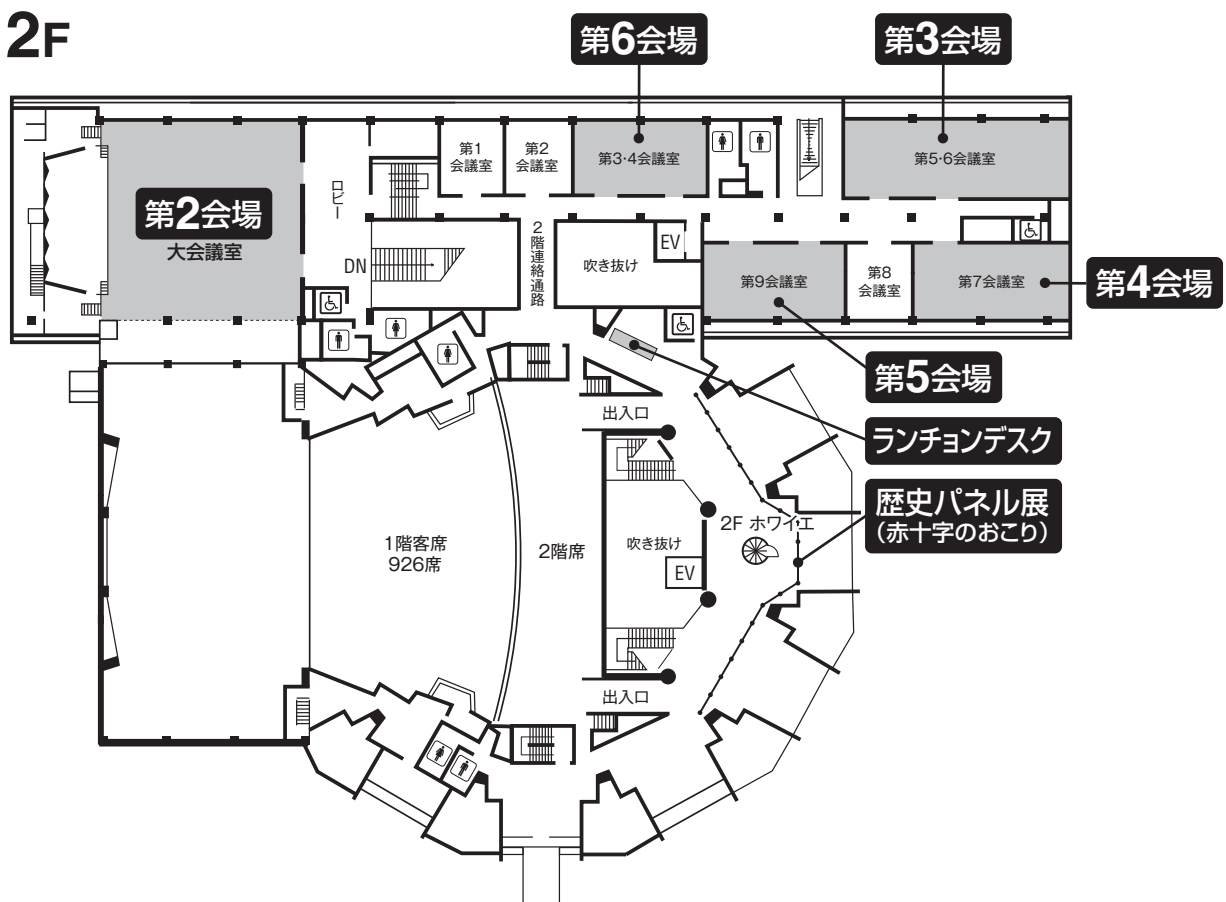 2F
第6会場
第3会場
第1
会議室
第2
会議室
第3・4会議室
第5・6会議室
ロビー
第2会場
大会議室
2階連絡通路
EV
吹き抜け
DN
第9会議室
第8
会議室
第7会議室
第4会場
第5会場
出入口
ランチョンデスク
歴史パネル展
(赤十字のおこり)
2F ホワイエ
1階客席
926席
2階席
吹き抜け
EV
出入口